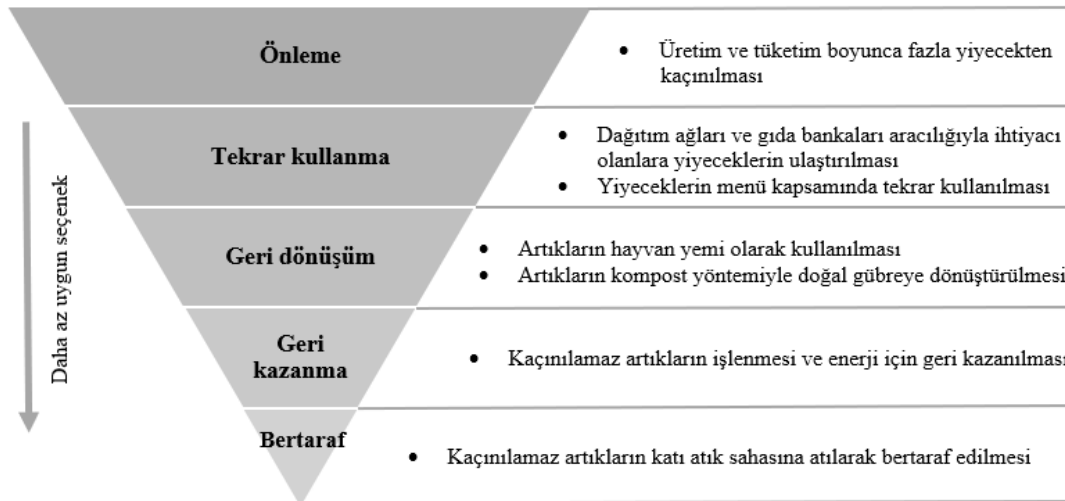 Önleme
• Üretim ve tüketim boyunca fazla yiyecekten
kaçınılması
Tekrar kullanma
• Dağıtım ağları ve gıda bankaları aracılığıyla ihtiyacı
olanlara yiyeceklerin ulaştırılması
• Yiyeceklerin menü kapsamında tekrar kullanılması
Geri dönüşüm
• Artıkların hayvan yemi olarak kullanılması
• Artıkların kompost yöntemiyle doğal gübreye dönüştürülmesi
Geri
kazanma
• Kaçınılamaz artıkların işlenmesi ve enerji için geri kazanılması
Bertaraf
• Kaçınılamaz artıkların katı atık sahasına atılarak bertaraf edilmesi
Daha az uygun seçenek